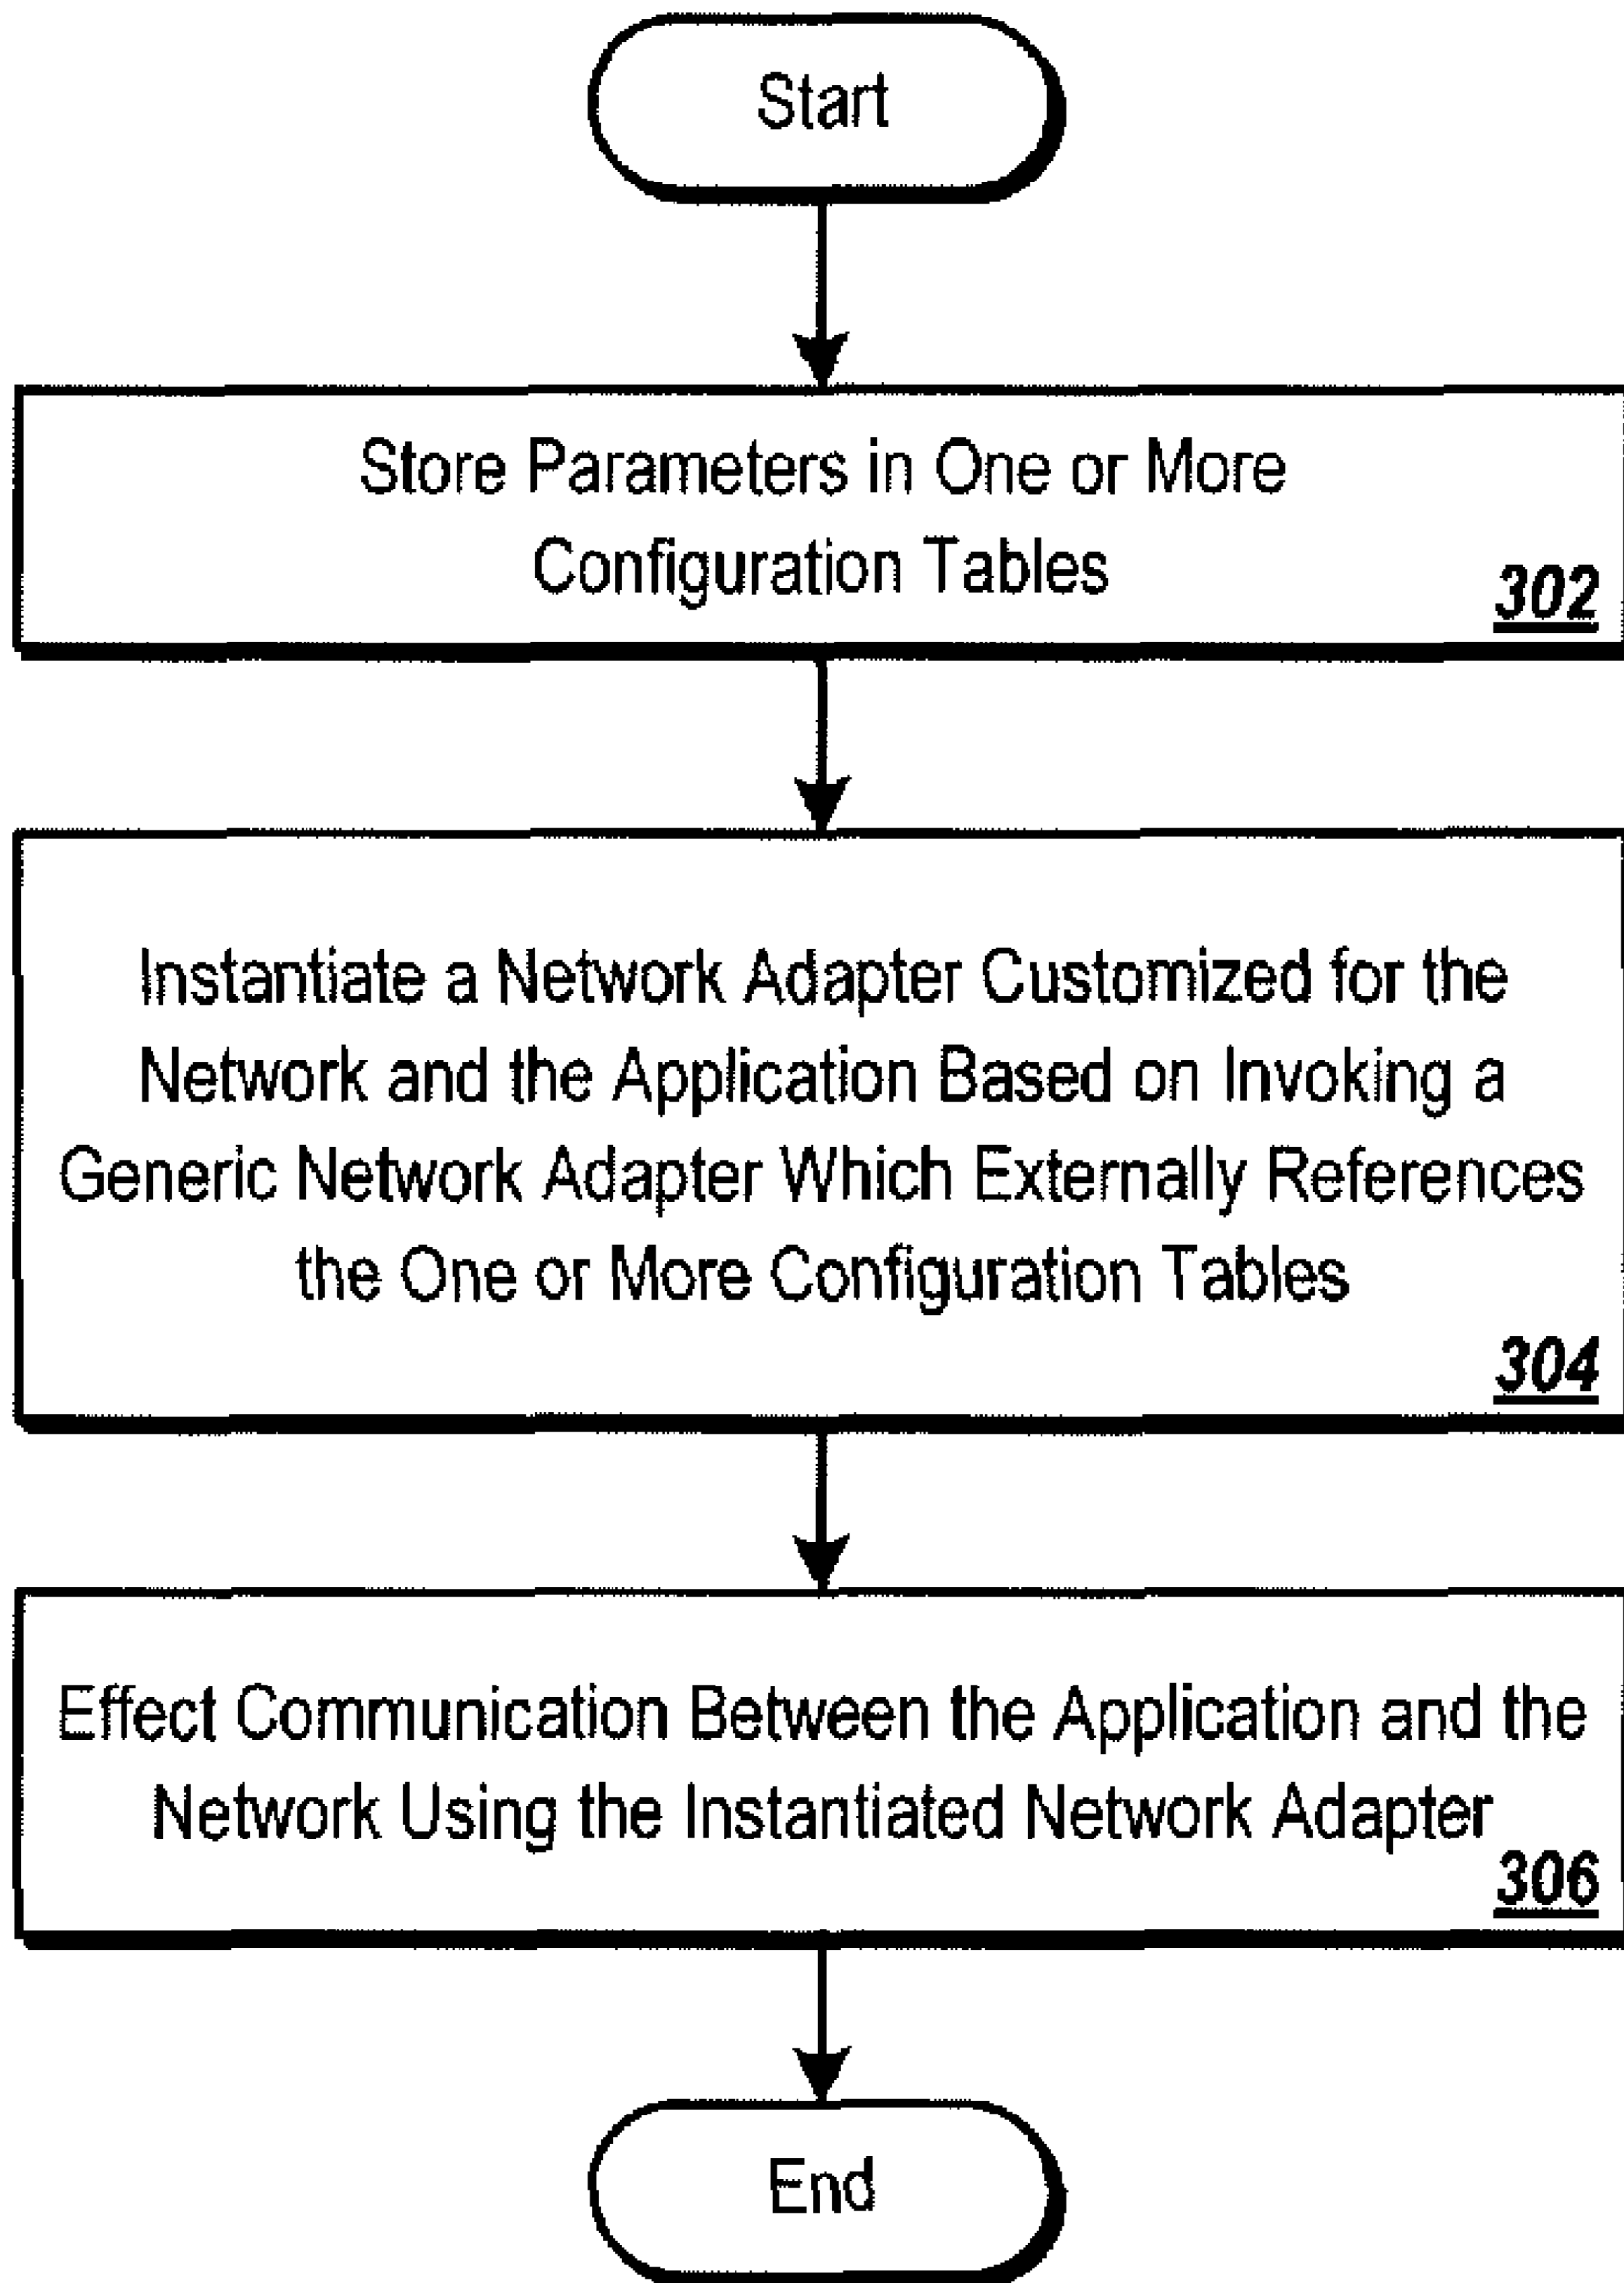 Start
Store Parameters in One or More
Configuration Tables
302
Instantiate a Network Adapter Customized for the
Network and the Application Based on Invoking a
Generic Network Adapter Which Externally References
the One or More Configuration Tables
304
Effect Communication Between the Application and the
Network Using the Instantiated Network Adapter
306
End